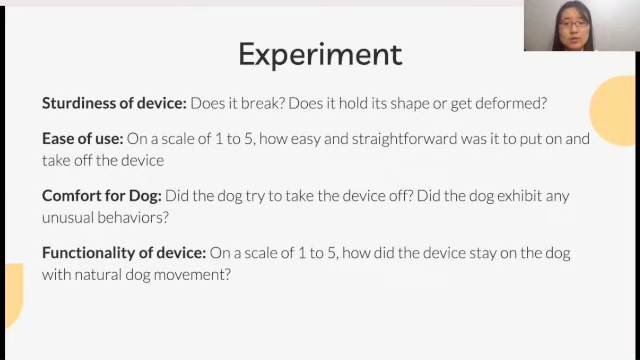 Experiment
Sturdiness of device: Does it break? Does it hold its shape or get deformed?
Ease of use: On a scale of 1 to 5, how easy and straightforward was it to put on and
take off the device
Comfort for Dog: Did the dog try to take the device off? Did the dog exhibit any
unusual behaviors?
Functionality of device: On a scale of 1 to 5, how did the device stay on the dog
with natural dog movement?